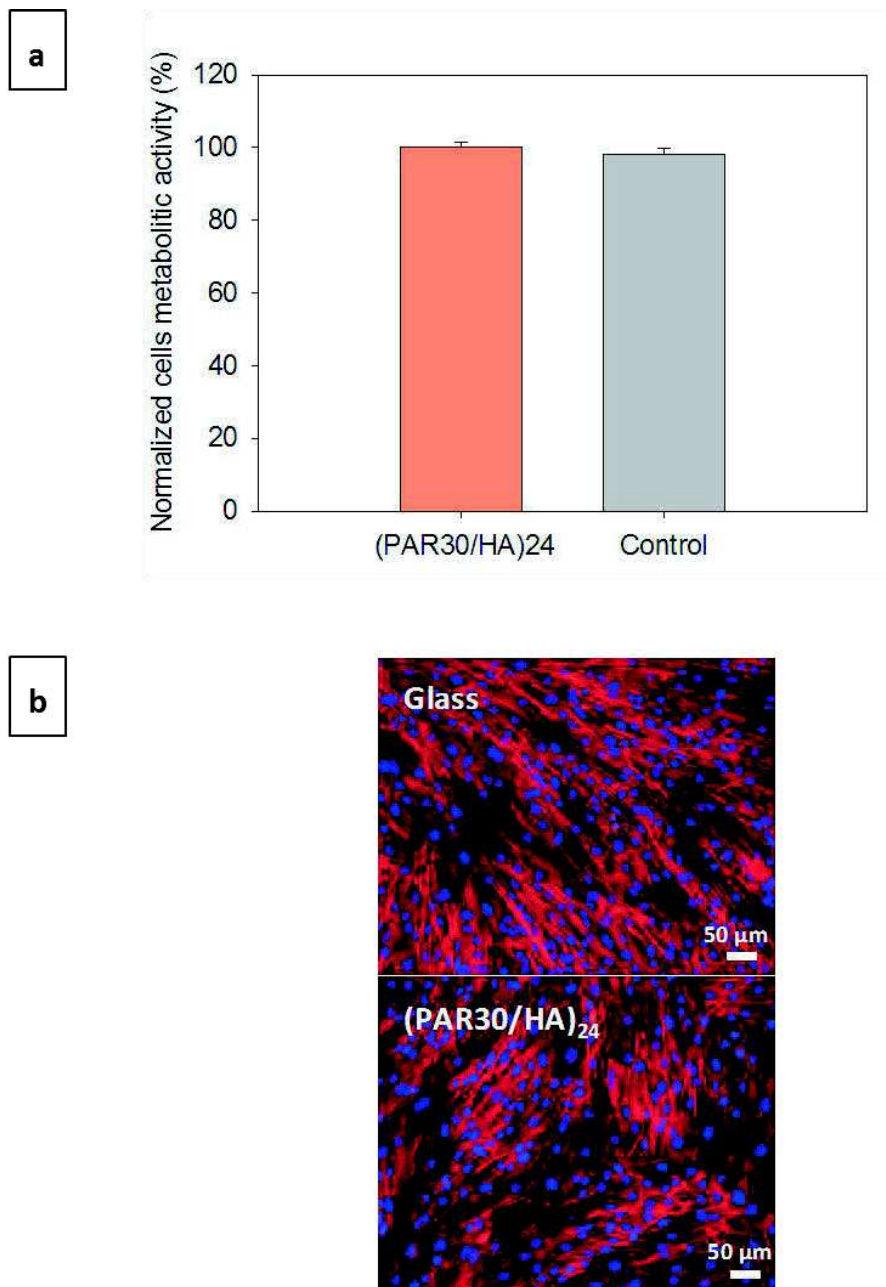 a
Normalized cells metabolitic activity (%)
120
100
80
60
40
20
0
(PAR30/HA)24 Control
b
Glass
50 µm
(PAR30/HA)₂₄
50 µm